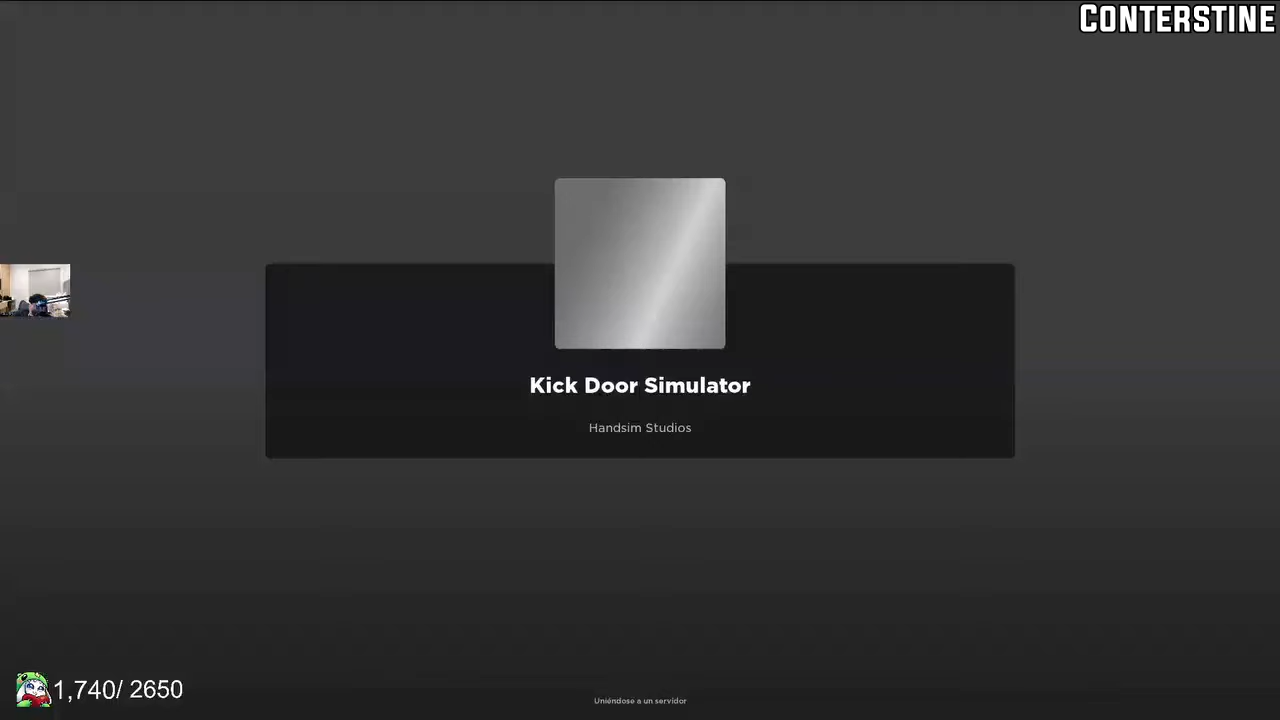 CONTERSTINE
Kick Door Simulator
Handsim Studios
1,740/ 2650
Uniéndose a un servidor